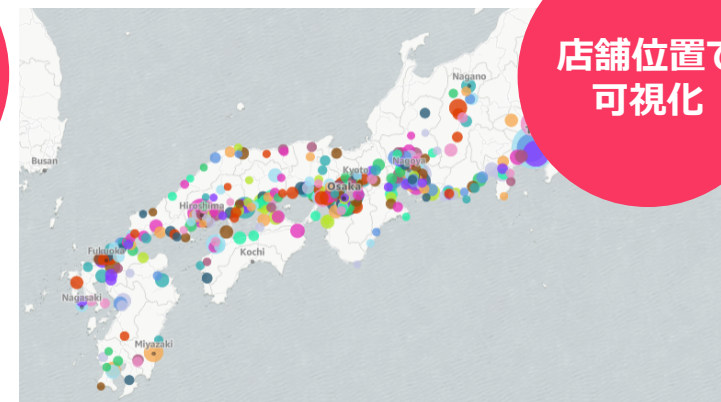 店舗位置で
可視化
Nagano
Busan
Kyoto
Nagoya
Osaka
Hiroshima
Fukuoka
Kochi
Nagasaki
Miyazaki